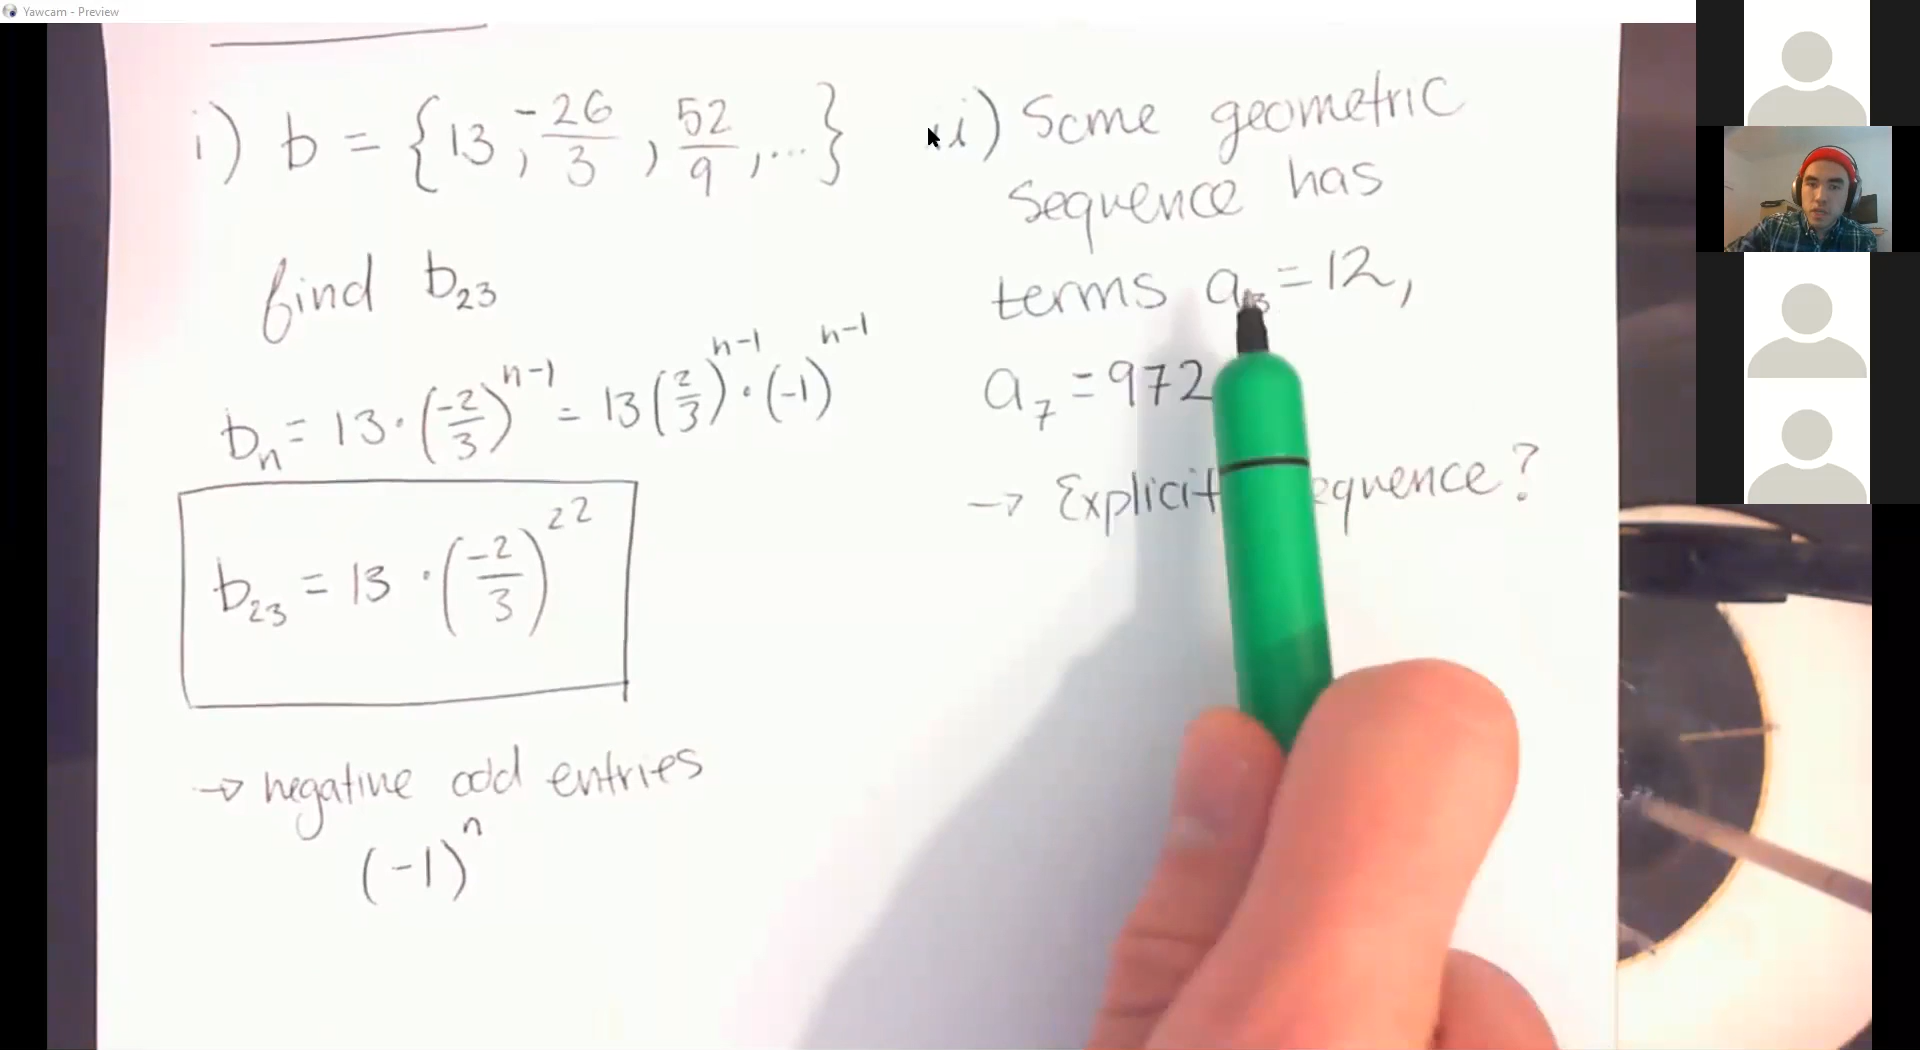 Yawcam - Preview
i) b = {13, -26/3, 52/9, ...}
find b₂₃
bₙ = 13 · (-2/3)ⁿ⁻¹ = 13 (2/3)ⁿ⁻¹ · (-1)ⁿ⁻¹
b₂₃ = 13 · (-2/3)²²
→ negative odd entries
(-1)ⁿ
ii) Some geometric
sequence has
terms a₃ = 12,
a₇ = 972
→ Explicit sequence?